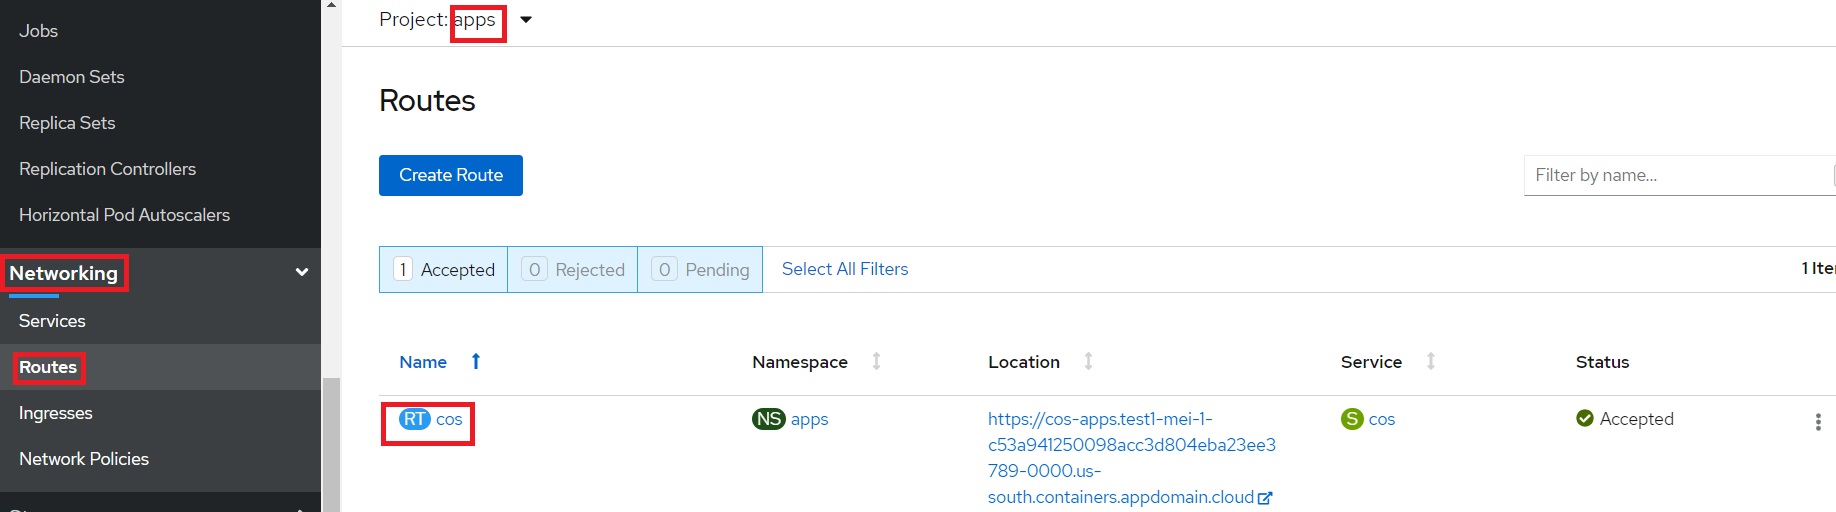 Jobs
Daemon Sets
Replica Sets
Replication Controllers
Horizontal Pod Autoscalers
Networking
Services
Routes
Ingresses
Network Policies
Project: apps
Routes
Create Route
Filter by name...
1 Accepted 0 Rejected 0 Pending Select All Filters
1
Name Namespace Location Service Status
RT cos NS apps https://cos-apps.test1-mei-1- S cos Accepted
c53a941250098acc3d804eba23ee3
789-0000.us-
south.containers.appdomain.cloud